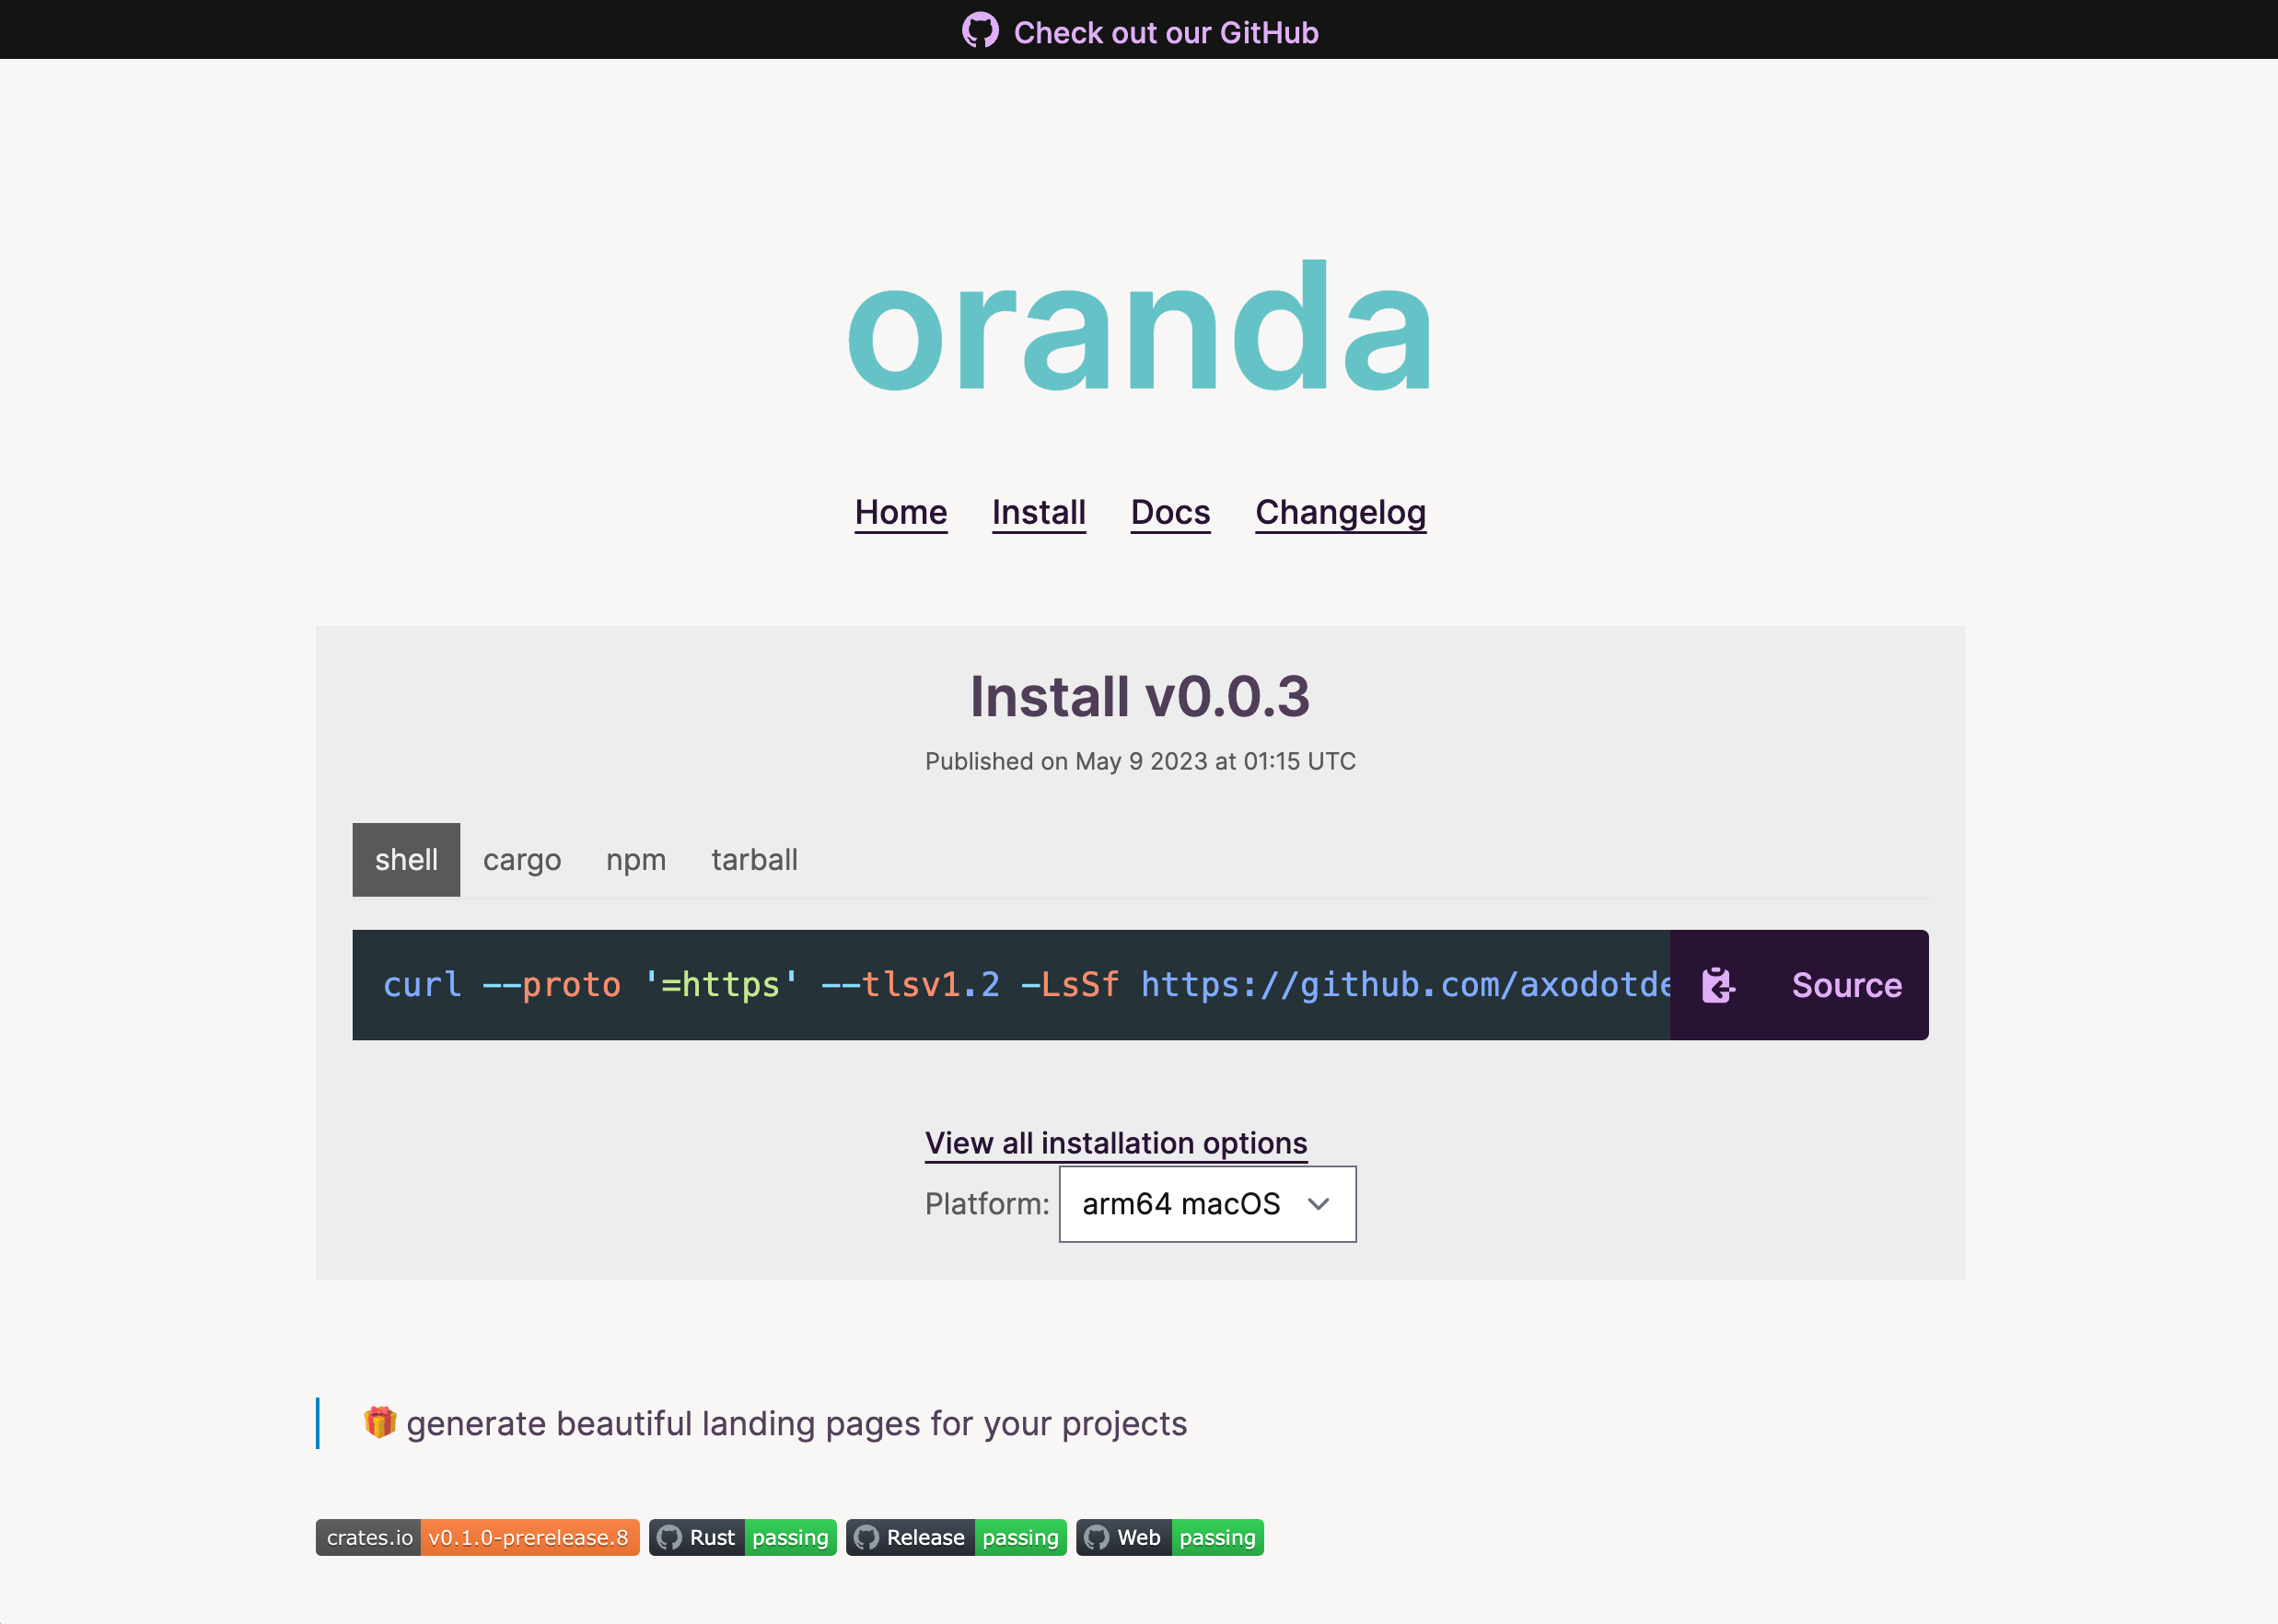 Check out our GitHub
oranda
Home Install Docs Changelog
Install v0.0.3
Published on May 9 2023 at 01:15 UTC
shell cargo npm tarball
curl --proto '=https' --tlsv1.2 -LsSf https://github.com/axodotde Source
View all installation options
Platform: arm64 macOS
🎁 generate beautiful landing pages for your projects
crates.io v0.1.0-prerelease.8 Rust passing Release passing Web passing